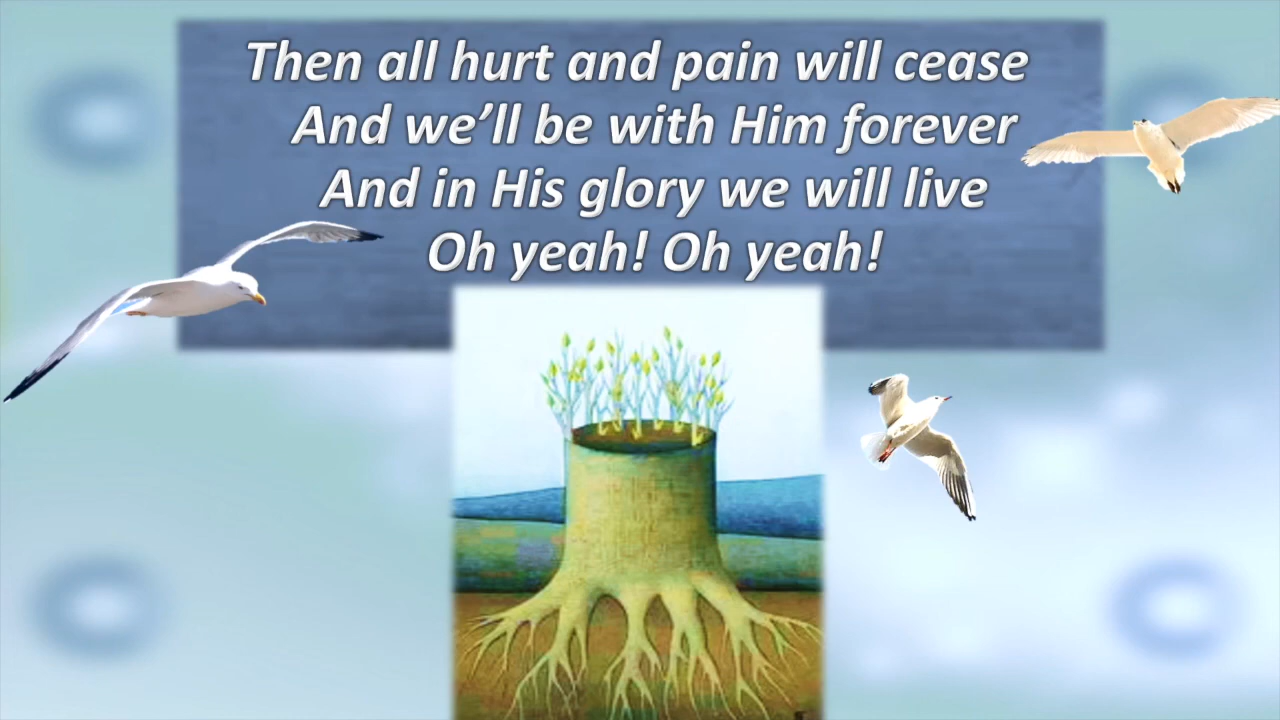 Then all hurt and pain will cease
And we’ll be with Him forever
And in His glory we will live
Oh yeah! Oh yeah!